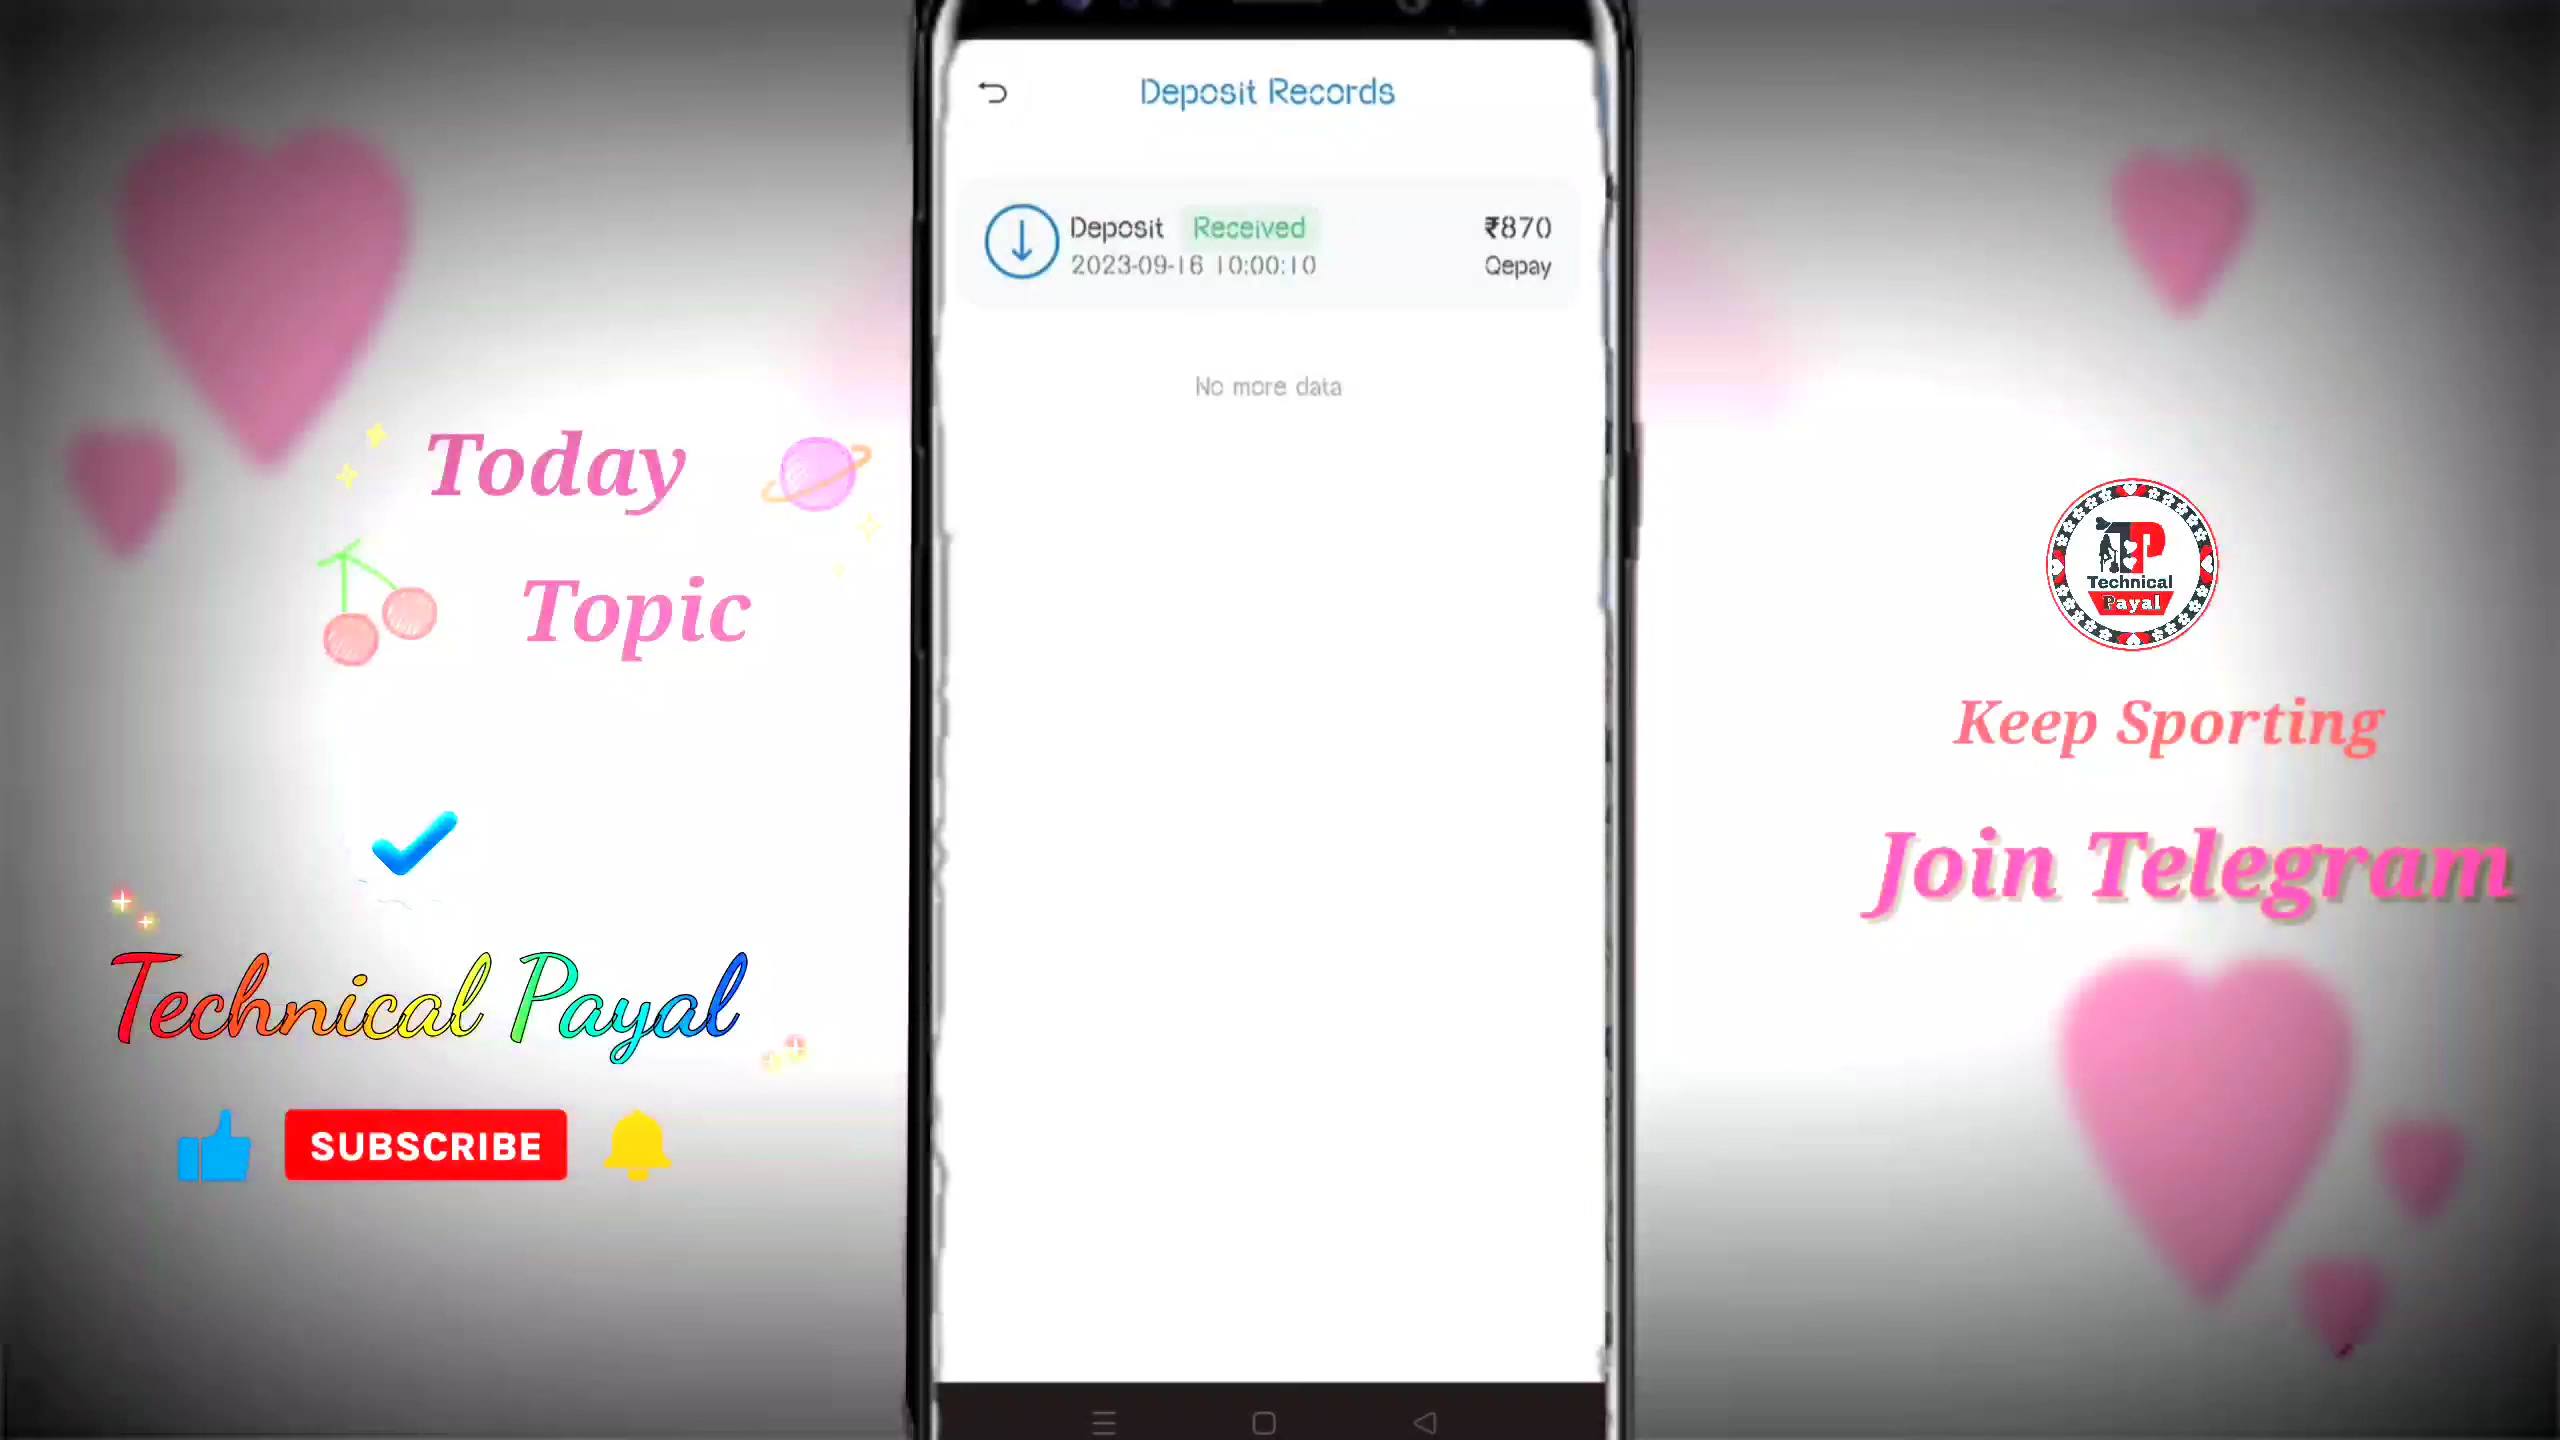 Deposit Records
Deposit Received ₹870
2023-09-16 10:00:10 Qepay
No more data
Today
Topic
Technical Payal
SUBSCRIBE
TP
Technical
Payal
Keep Sporting
Join Telegram